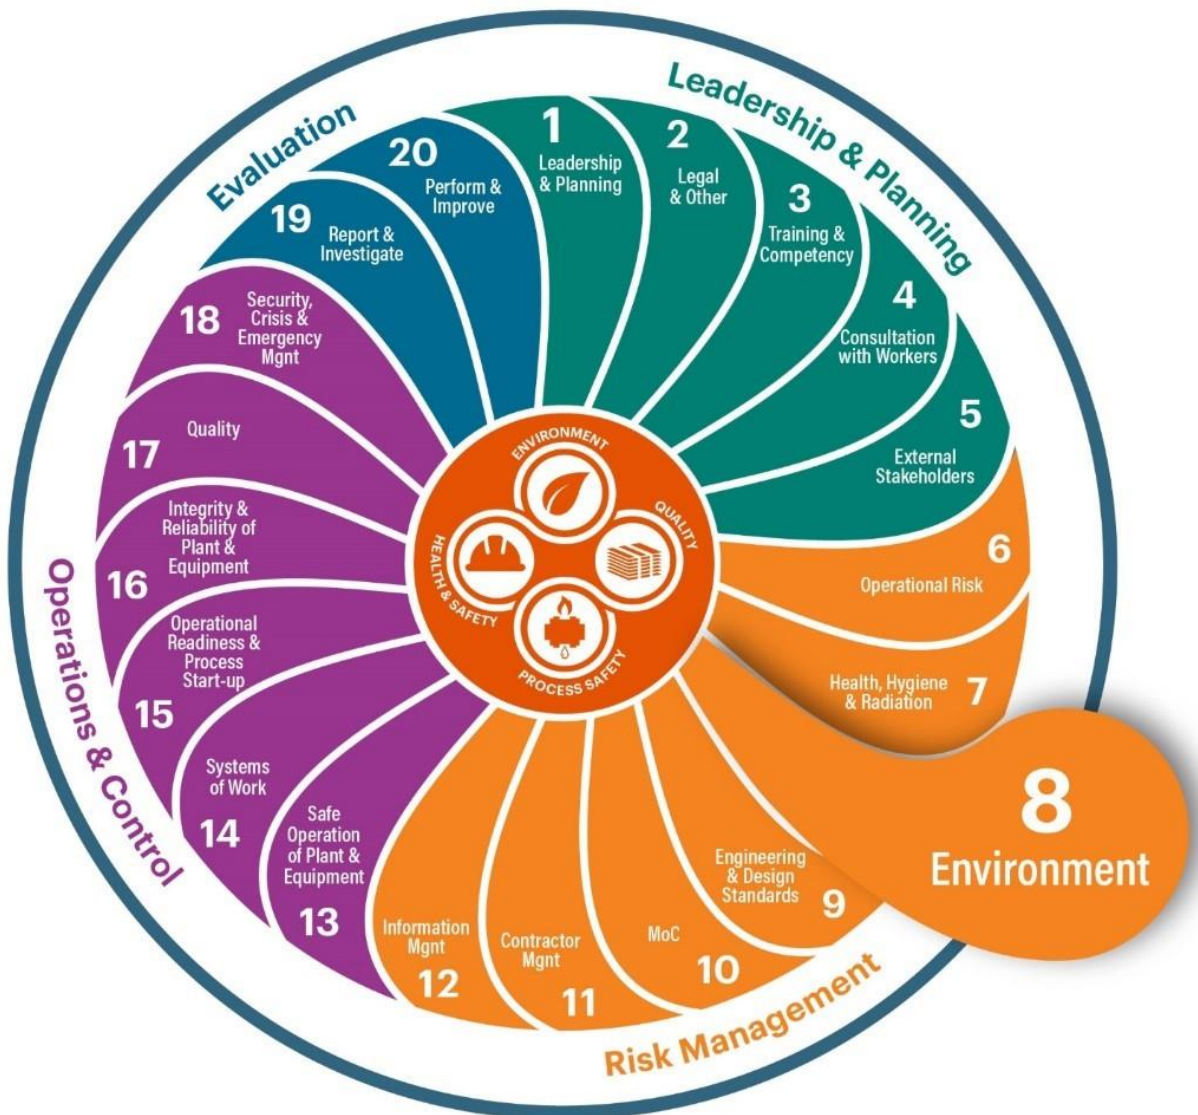 Leadership & Planning
1
Leadership
& Planning
2
Legal
& Other
3
Training &
Competency
4
Consultation
with Workers
5
External
Stakeholders
Risk Management
6
Operational Risk
7
Health, Hygiene
& Radiation
8
Environment
9
Engineering
& Design
Standards
10
MoC
11
Contractor
Mgnt
12
Information
Mgnt
Operations & Control
13
Safe
Operation
of Plant &
Equipment
14
Systems
of Work
15
Operational
Readiness &
Process
Start-up
16
Integrity &
Reliability of
Plant &
Equipment
17
Quality
18
Security,
Crisis &
Emergency
Mgnt
Evaluation
19
Report &
Investigate
20
Perform &
Improve
ENVIRONMENT
QUALITY
PROCESS SAFETY
HEALTH & SAFETY